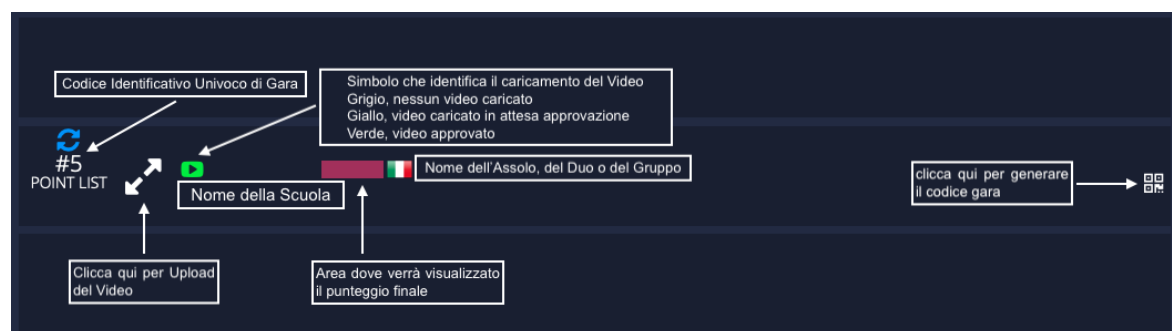 Codice Identificativo Univoco di Gara
Simbolo che identifica il caricamento del Video
Grigio, nessun video caricato
Giallo, video caricato in attesa approvazione
Verde, video approvato
#5
POINT LIST
Nome della Scuola
Nome dell'Assolo, del Duo o del Gruppo
clicca qui per generare
il codice gara
Clicca qui per Upload
del Video
Area dove verrà visualizzato
il punteggio finale